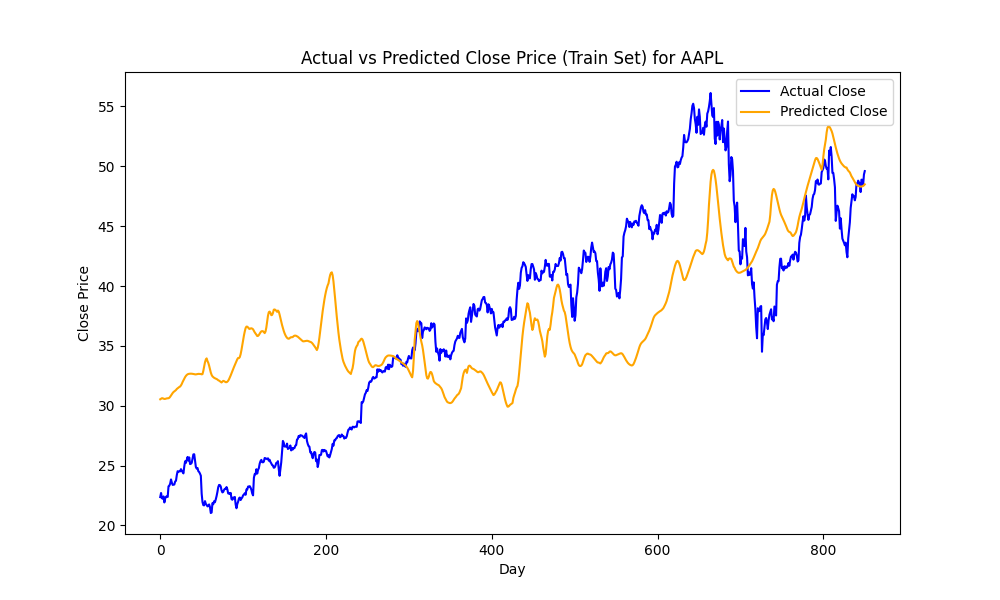 Actual vs Predicted Close Price (Train Set) for AAPL
Actual Close
Predicted Close
Close Price
55
50
45
40
35
30
25
20
0 200 400 600 800
Day